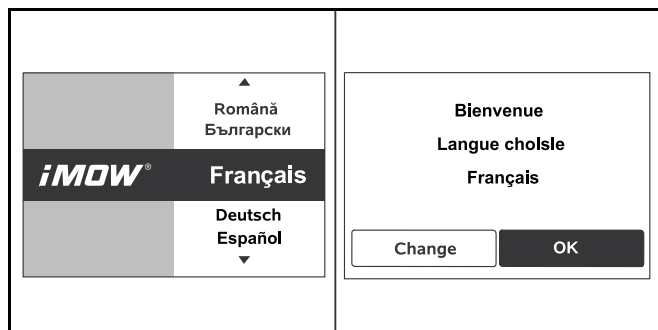 Română
Български
iMOW® Français
Deutsch
Español
Bienvenue
Langue cholsle
Français
Change OK